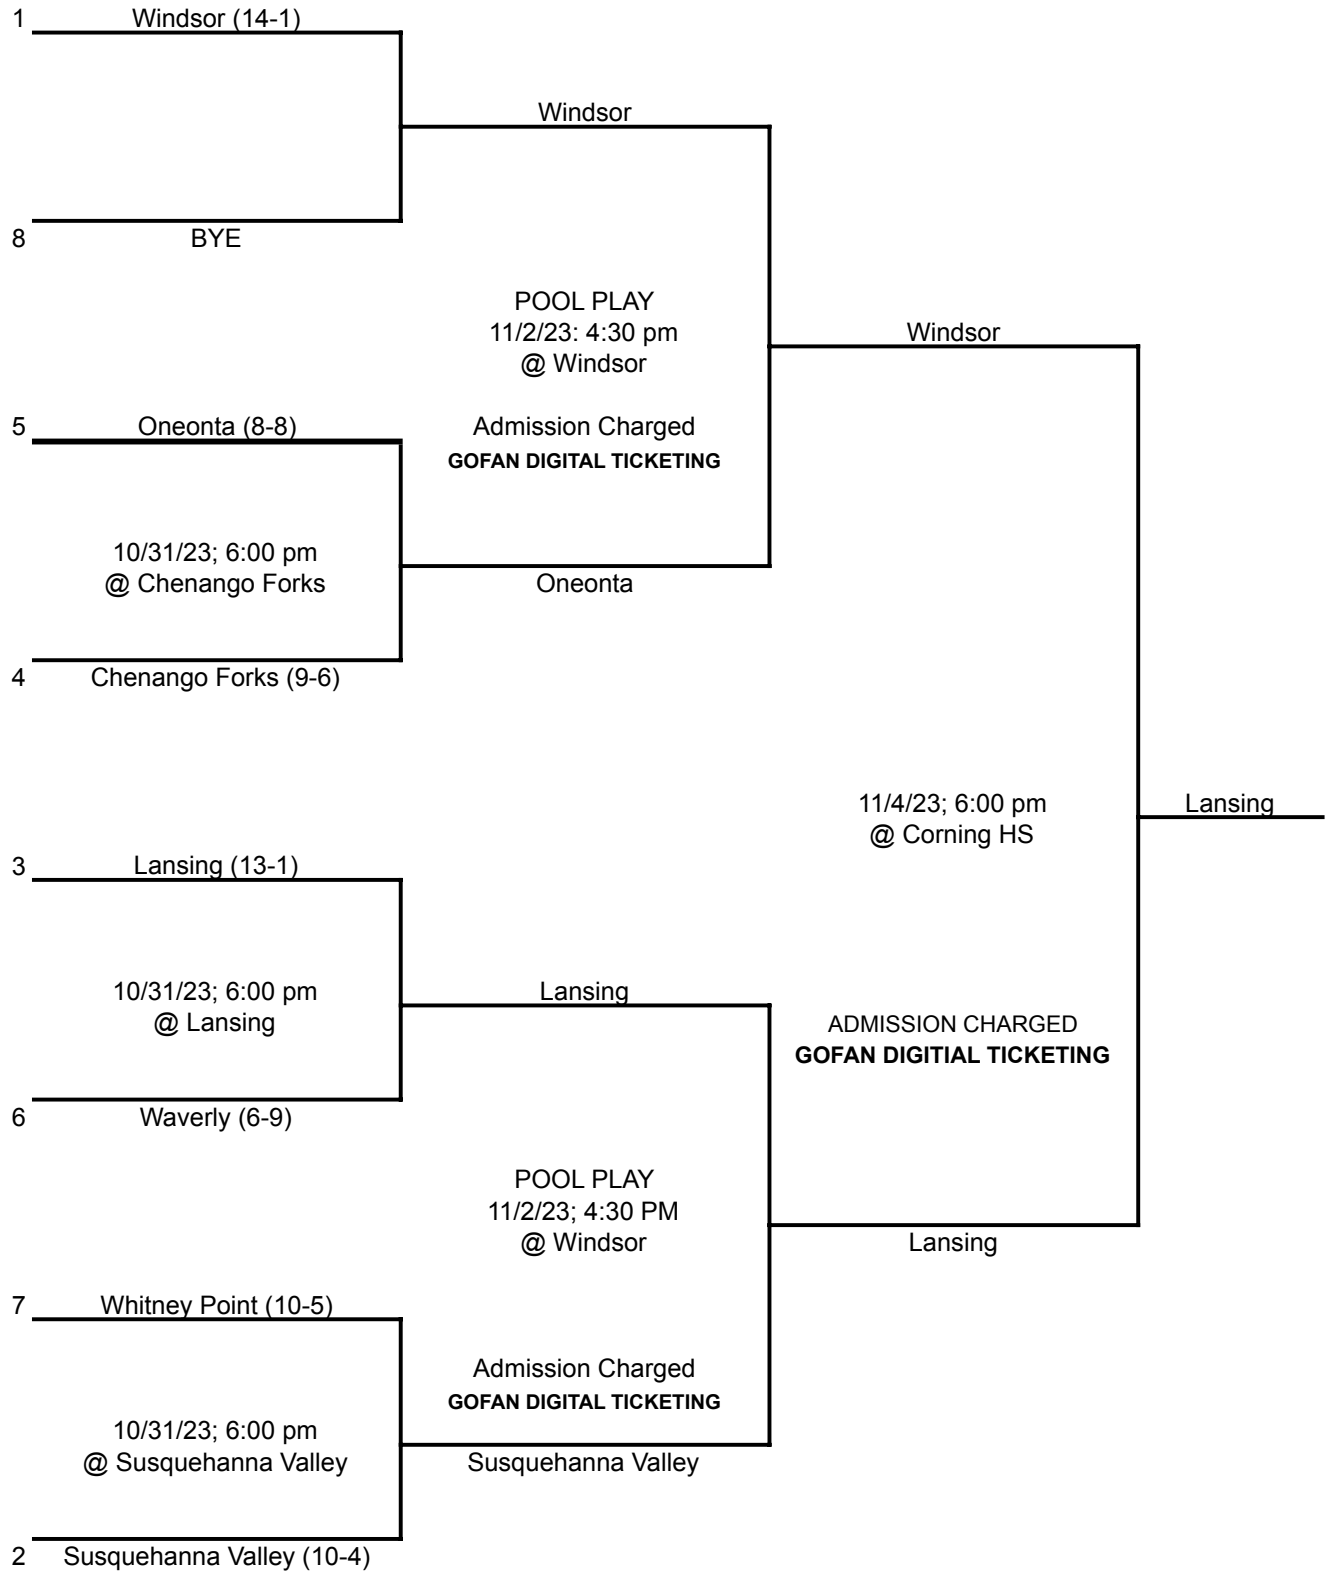 1
Windsor (14-1)
Windsor
8
BYE
POOL PLAY
11/2/23: 4:30 pm
@ Windsor
Windsor
5
Oneonta (8-8)
Admission Charged
GOFAN DIGITAL TICKETING
10/31/23; 6:00 pm
@ Chenango Forks
Oneonta
4
Chenango Forks (9-6)
11/4/23; 6:00 pm
@ Corning HS
Lansing
3
Lansing (13-1)
10/31/23; 6:00 pm
@ Lansing
Lansing
ADMISSION CHARGED
GOFAN DIGITIAL TICKETING
6
Waverly (6-9)
POOL PLAY
11/2/23; 4:30 PM
@ Windsor
Lansing
7
Whitney Point (10-5)
Admission Charged
GOFAN DIGITAL TICKETING
10/31/23; 6:00 pm
@ Susquehanna Valley
Susquehanna Valley
2
Susquehanna Valley (10-4)